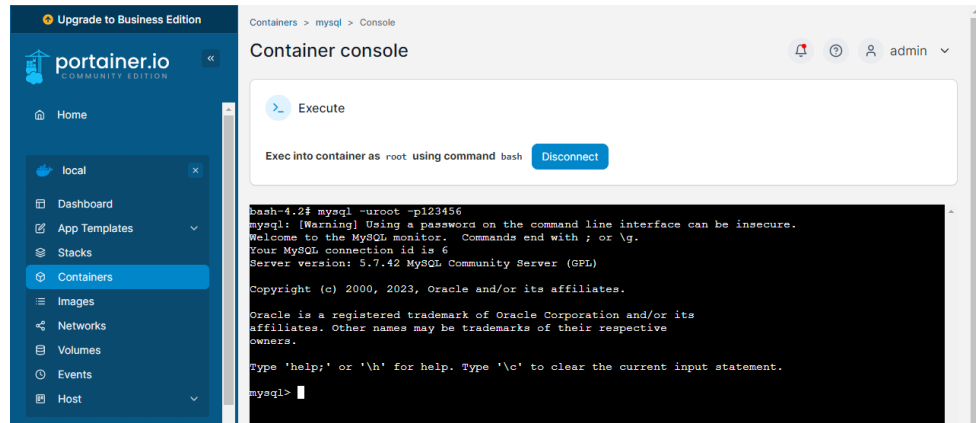 Upgrade to Business Edition
portainer.io
COMMUNITY EDITION
Home
local
Dashboard
App Templates
Stacks
Containers
Images
Networks
Volumes
Events
Host
Containers > mysql > Console
Container console
admin
Execute
Exec into container as root using command bash Disconnect
bash-4.2# mysql -uroot -p123456
mysql: [Warning] Using a password on the command line interface can be insecure.
Welcome to the MySQL monitor.  Commands end with ; or \g.
Your MySQL connection id is 6
Server version: 5.7.42 MySQL Community Server (GPL)
Copyright (c) 2000, 2023, Oracle and/or its affiliates.
Oracle is a registered trademark of Oracle Corporation and/or its
affiliates. Other names may be trademarks of their respective
owners.
Type 'help;' or '\h' for help. Type '\c' to clear the current input statement.
mysql>